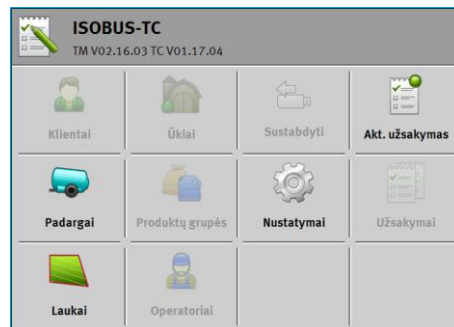 ISOBUS-TC
TM V02.16.03 TC V01.17.04
Klientai
Ūkiai
Sustabdyti
Akt. užsakymas
Padargai
Produktų grupės
Nustatymai
Užsakymai
Laukai
Operatoriai